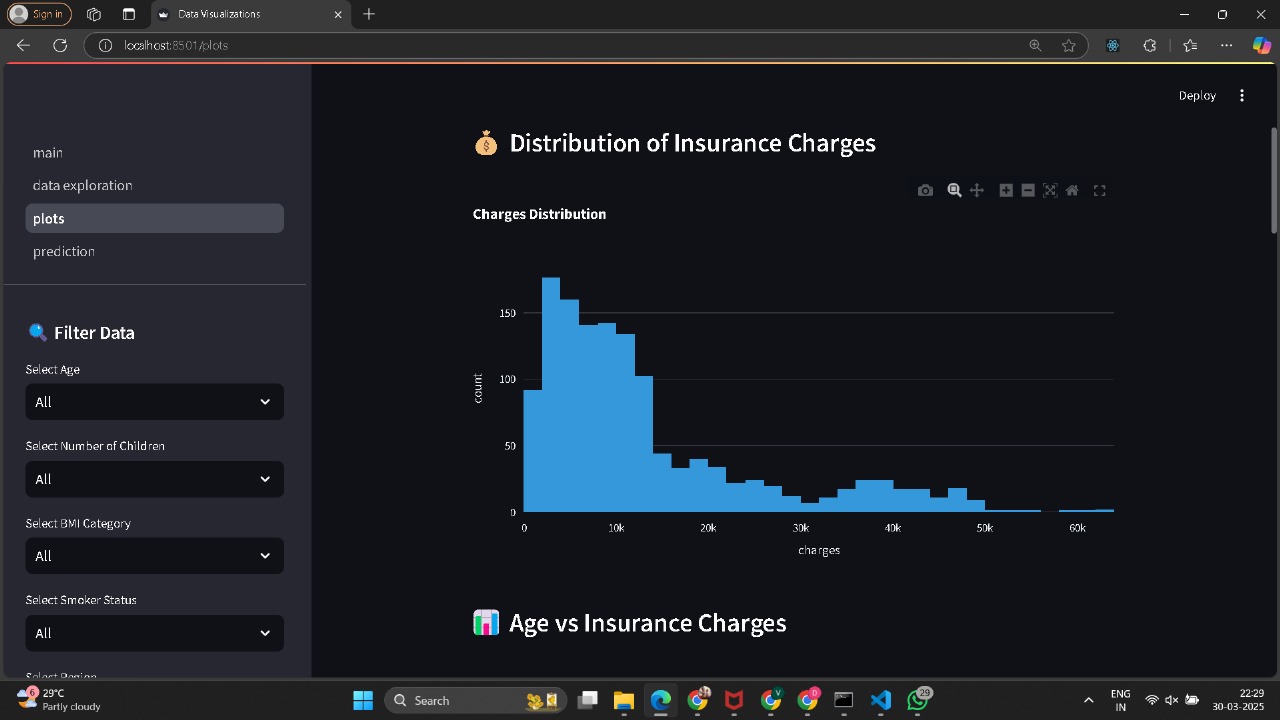 Sign in
Data Visualizations
localhost:8501/plots
Deploy
main
data exploration
plots
prediction
Filter Data
Select Age
All
Select Number of Children
All
Select BMI Category
All
Select Smoker Status
All
Select Region
Distribution of Insurance Charges
Charges Distribution
150
100
50
0
count
0 10k 20k 30k 40k 50k 60k
charges
Age vs Insurance Charges
6
29°C
Partly cloudy
Search
V
D
29
ENG
IN
22:29
30-03-2025